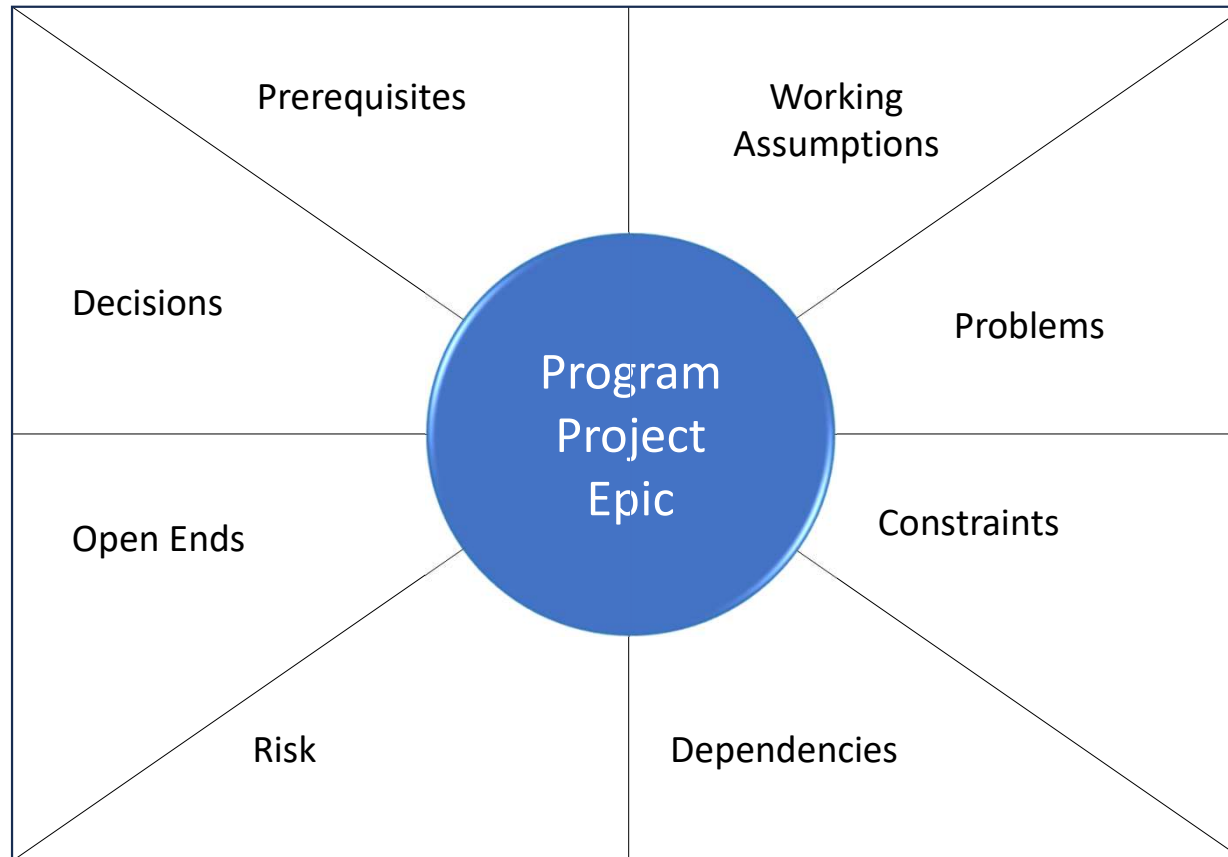 Prerequisites
Working
Assumptions
Decisions
Problems
Program
Project
Epic
Open Ends
Constraints
Risk
Dependencies